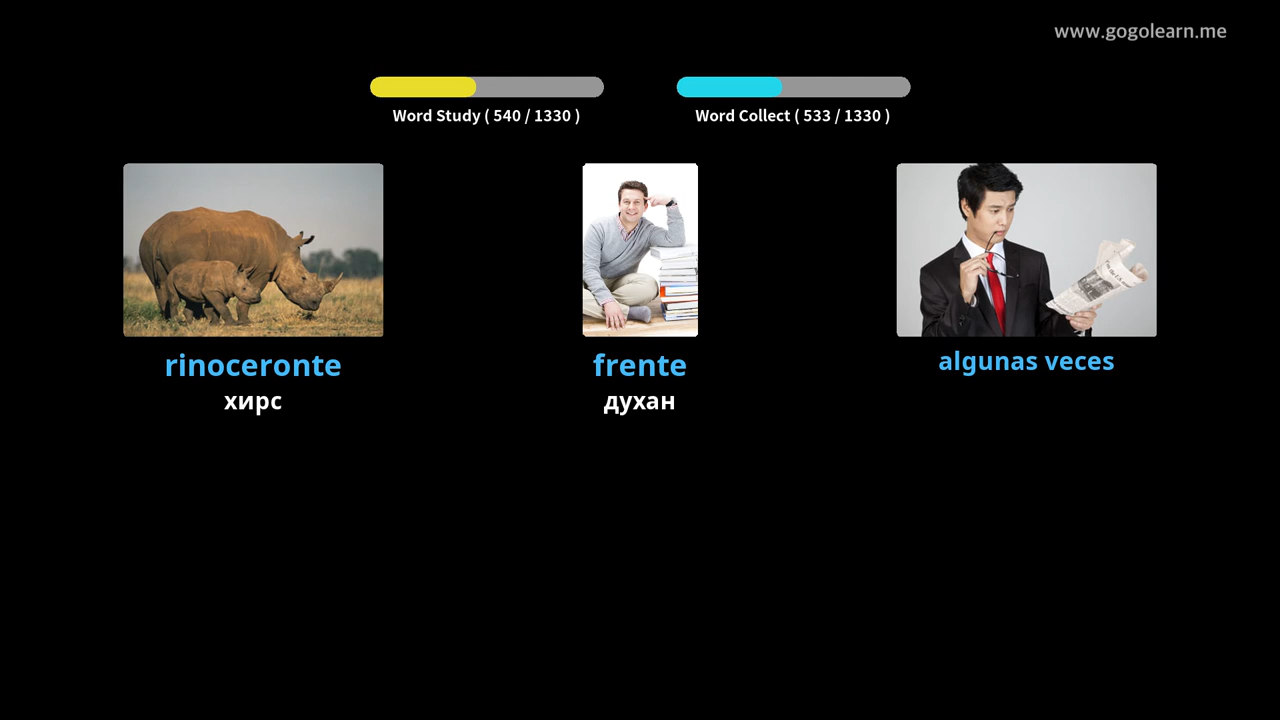 www.gogolearn.me
Word Study ( 540 / 1330 )
Word Collect ( 533 / 1330 )
rinoceronte
хирс
frente
духан
algunas veces